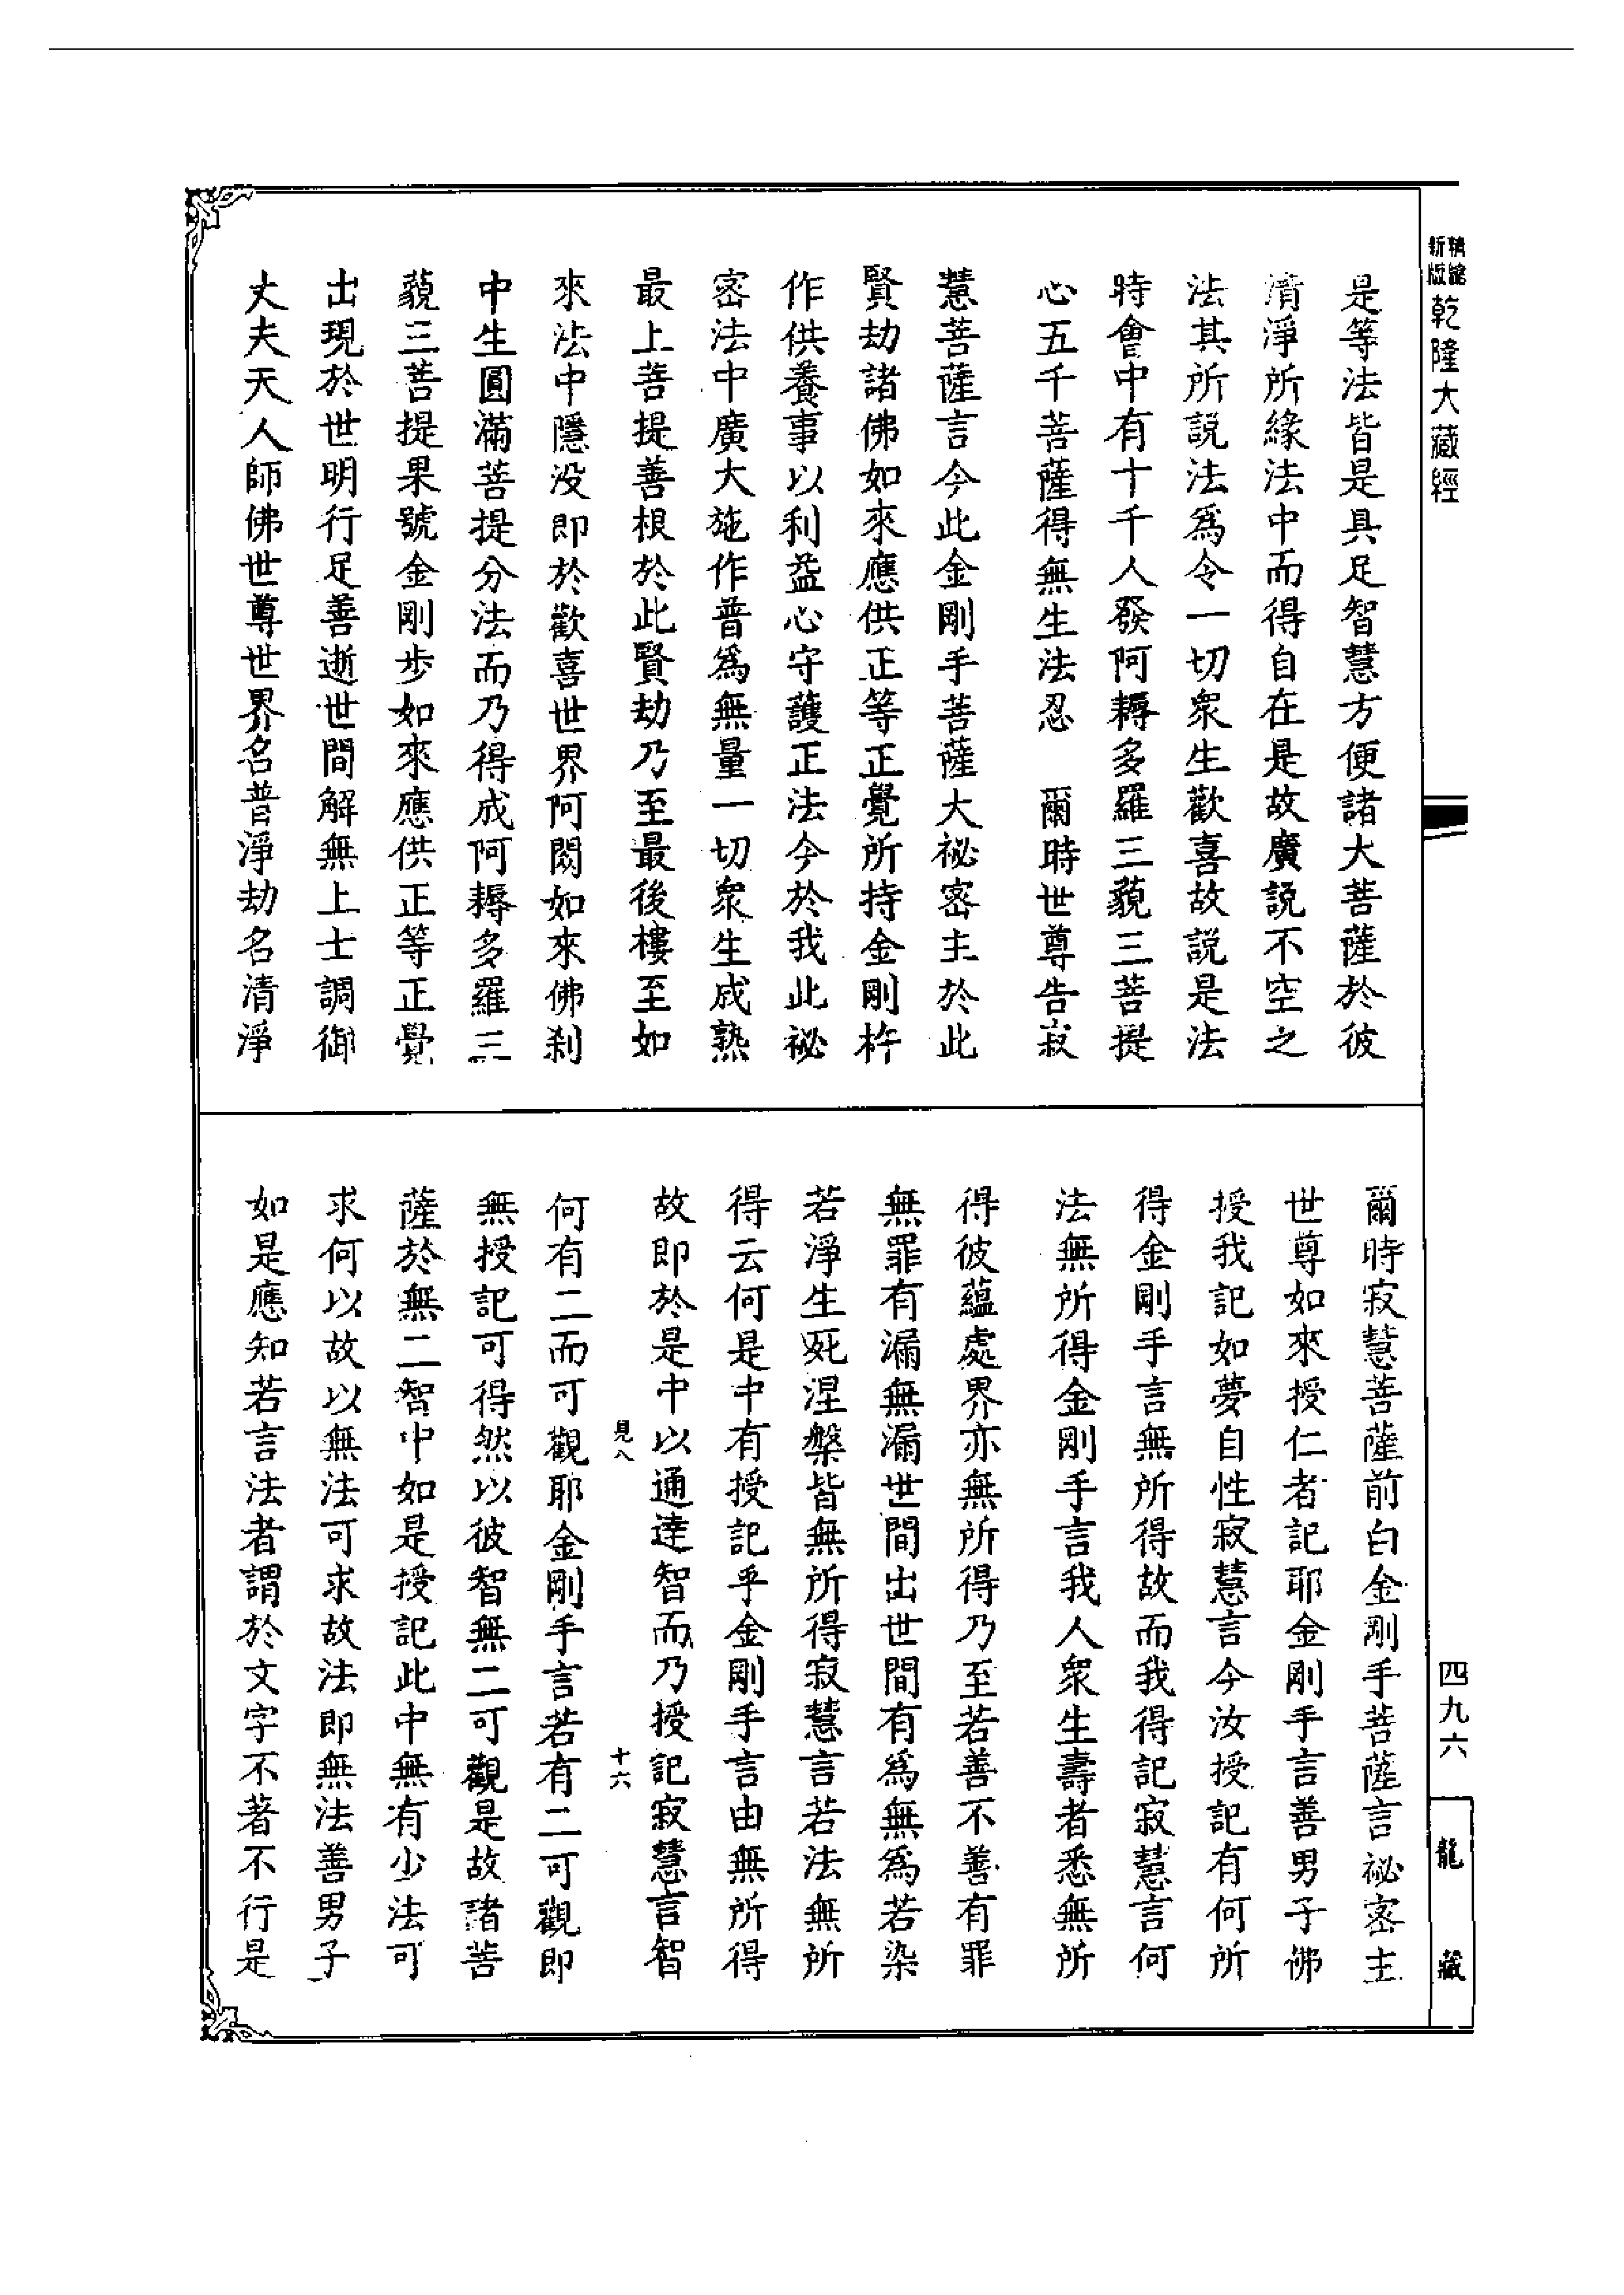 精縮
新版
乾隆大藏經
是等法皆是具足智慧方便諸大菩薩於彼
清淨所緣法中而得自在是故廣説不空之
法其所説法爲令一切衆生歡喜故説是法
時會中有十千人發阿耨多羅三藐三菩提
心五千菩薩得無生法忍　爾時世尊告寂
慧菩薩言今此金剛手菩薩大祕密主於此
賢劫諸佛如來應供正等正覺所持金剛杵
作供養事以利益心守護正法今於我此祕
密法中廣大施作普爲無量一切衆生成熟
最上菩提善根於此賢劫乃至最後樓至如
來法中隱没即於歡喜世界阿閦如來佛刹
中生圓滿菩提分法而乃得成阿耨多羅三
藐三菩提果號金剛步如來應供正等正覺
出現於世明行足善逝世間解無上士調御
丈夫天人師佛世尊世界名普淨劫名清淨
爾時寂慧菩薩前白金剛手菩薩言祕密主
世尊如來授仁者記耶金剛手言善男子佛
授我記如夢自性寂慧言今汝授記有何所
得金剛手言無所得故而我得記寂慧言何
法無所得金剛手言我人衆生壽者悉無所
得彼蘊處界亦無所得乃至若善不善有罪
無罪有漏無漏世間出世間有爲無爲若染
若淨生死涅槃皆無所得寂慧言若法無所
得云何是中有授記乎金剛手言由無所得
故即於是中以通達智而乃授記寂慧言智
見八　十六
何有二而可觀耶金剛手言若有二可觀即
無授記可得然以彼智無二可觀是故諸菩
薩於無二智中如是授記此中無有少法可
求何以故以無法可求故法即無法善男子
如是應知若言法者謂於文字不著不行是
四九六
龍藏